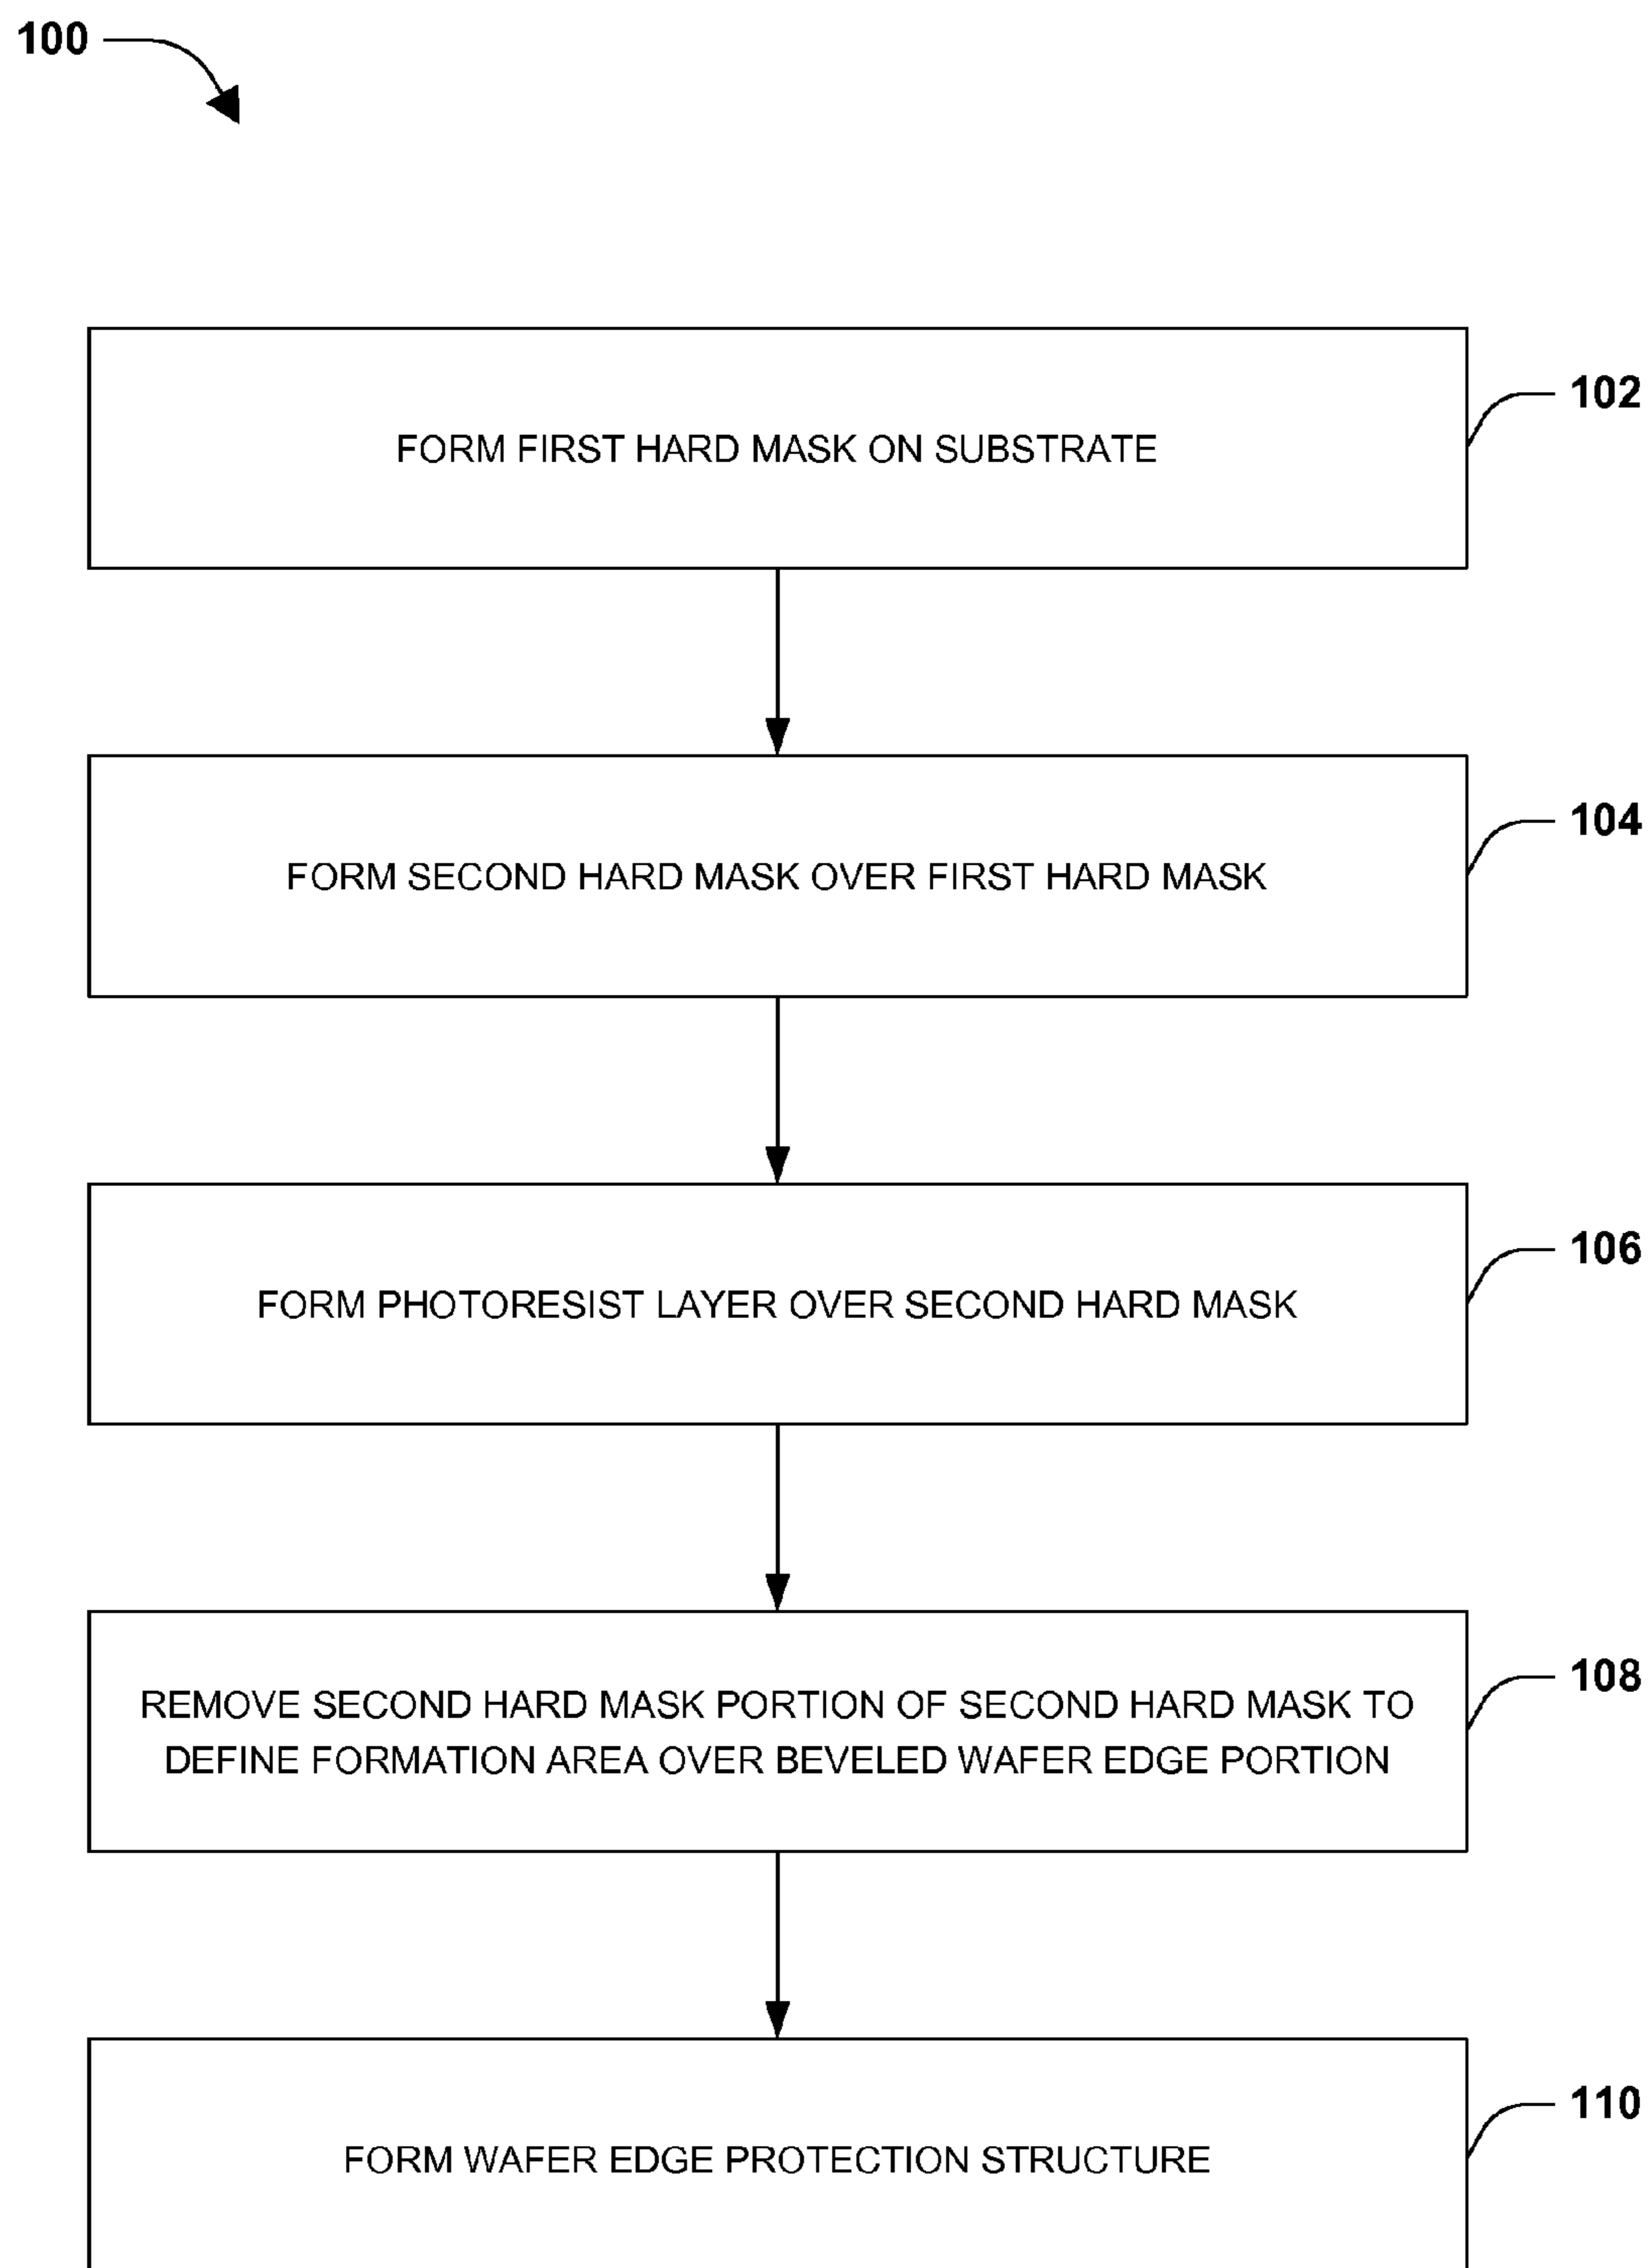 100
FORM FIRST HARD MASK ON SUBSTRATE
102
FORM SECOND HARD MASK OVER FIRST HARD MASK
104
FORM PHOTORESIST LAYER OVER SECOND HARD MASK
106
REMOVE SECOND HARD MASK PORTION OF SECOND HARD MASK TO
DEFINE FORMATION AREA OVER BEVELED WAFER EDGE PORTION
108
FORM WAFER EDGE PROTECTION STRUCTURE
110